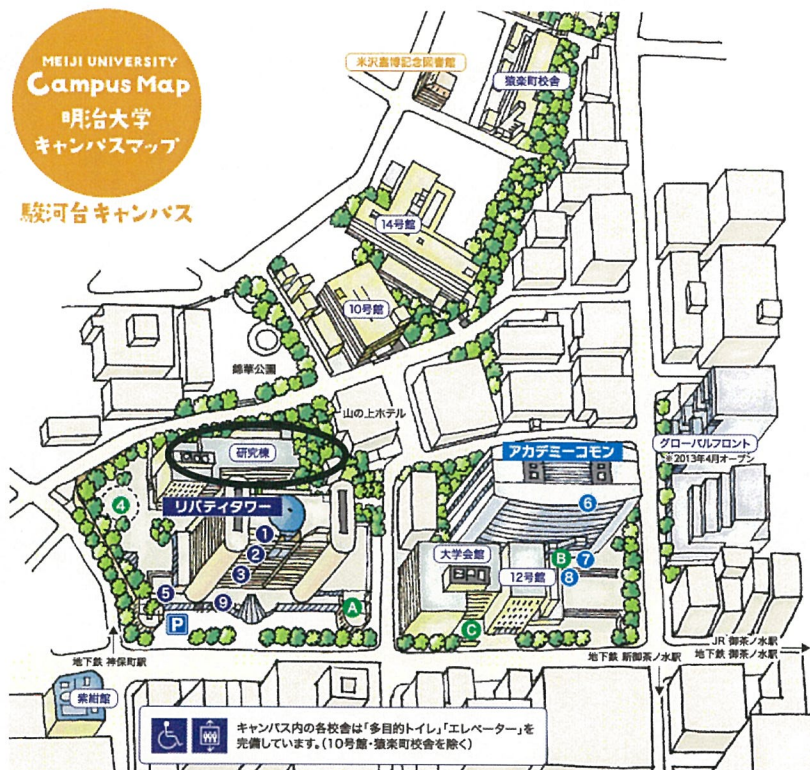 MEIJI UNIVERSITY
Campus Map
明治大学
キャンパスマップ
駿河台キャンパス
米沢嘉博記念図書館
猿楽町校舎
14号館
10号館
錦華公園
山の上ホテル
研究棟
アカデミーコモン
グローバルフロント
※2013年4月オープン
リバティタワー
4
6
1
2
3
5
9
A
P
大学会館
12号館
B
7
8
C
地下鉄 神保町駅
地下鉄 新御茶ノ水駅
JR 御茶ノ水駅
地下鉄 御茶ノ水駅
紫紺館
キャンパス内の各校舎は「多目的トイレ」「エレベーター」を
完備しています。(10号館・猿楽町校舎を除く)